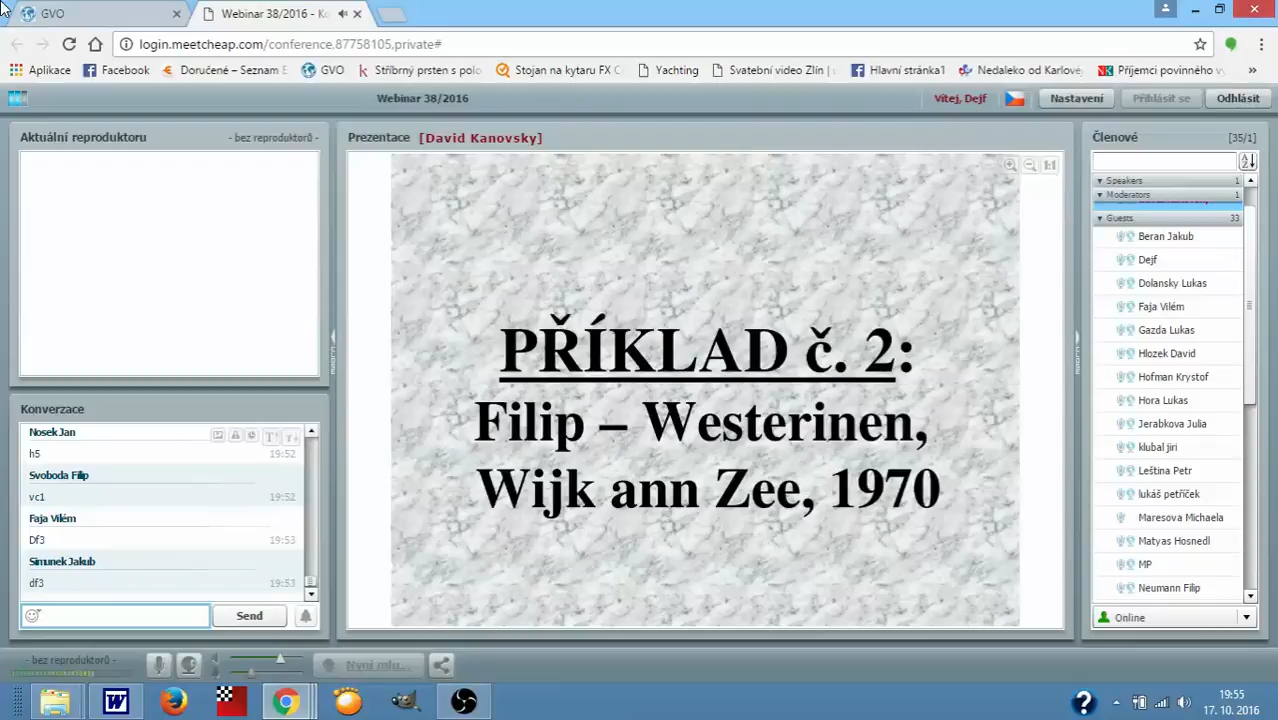 GVO
Webinar 38/2016 - Ko
login.meetcheap.com/conference.87758105,private#
Aplikace
Facebook
Doručené – Seznam E
GVO
Stříbrný prsten s polo
Stojan na kytaru FX C
Yachting
Svatební video Zlín |
Hlavní stránka1
Nedaleko od Karlové
Příjemci povinného v
»
Webinar 38/2016
Vítej, Dejf
Nastavení
Přihlásit se
Odhlásit
Aktuální reproduktoru
- bez reproduktorů -
Prezentace [David Kanovsky]
Členové
[35/1]
Speakers 1
Moderators 1
Guests 33
Beran Jakub
Dejf
Dolansky Lukas
Faja Vilém
Gazda Lukas
Hlozek David
Hofman Krystof
Hora Lukas
Jerabkova Julia
klubal jiri
Leština Petr
lukáš petříček
Maresova Michaela
Matyas Hosnedl
MP
Neumann Filip
Online
PŘÍKLAD č. 2:
Filip – Westerinen,
Wijk ann Zee, 1970
Konverzace
Nosek Jan
h5 19:52
Svoboda Filip
vc1 19:52
Faja Vilém
Df3 19:53
Simunek Jakub
df3 19:53
Send
- bez reproduktorů -
Nyní mlu...
19:55
17. 10. 2016